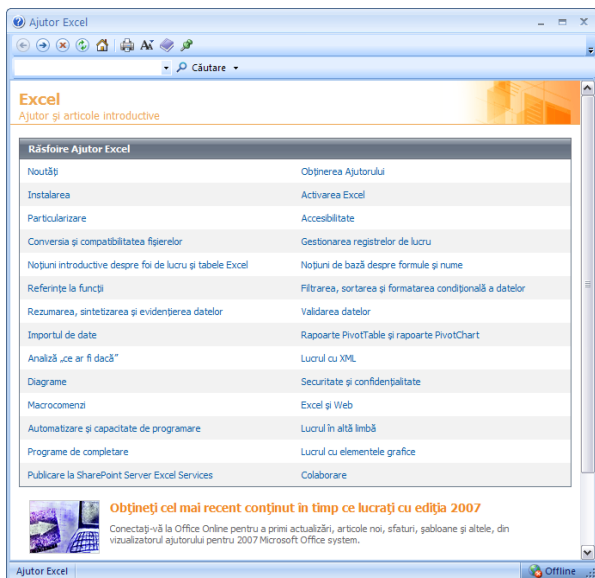 Ajutor Excel
Căutare
Excel
Ajutor și articole introductive
Răsfoire Ajutor Excel
Noutăți Obținerea Ajutorului
Instalarea Activarea Excel
Particularizare Accesibilitate
Conversia și compatibilitatea fișierelor Gestionarea registrelor de lucru
Noțiuni introductive despre foi de lucru și tabele Excel Noțiuni de bază despre formule și nume
Referințe la funcții Filtrarea, sortarea și formatarea condițională a datelor
Rezumarea, sintetizarea și evidențierea datelor Validarea datelor
Importul de date Rapoarte PivotTable și rapoarte PivotChart
Analiză „ce ar fi dacă” Lucrul cu XML
Diagrame Securitate și confidențialitate
Macrocomenzi Excel și Web
Automatizare și capacitate de programare Lucrul în altă limbă
Programe de completare Lucrul cu elementele grafice
Publicare la SharePoint Server Excel Services Colaborare
Obțineți cel mai recent conținut în timp ce lucrați cu ediția 2007
Conectați-vă la Office Online pentru a primi actualizări, articole noi, sfaturi, șabloane și altele, din
vizualizatorul ajutorului pentru 2007 Microsoft Office system.
Ajutor Excel Offline